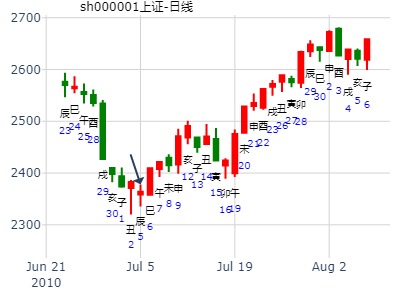 sh000001上证-日线
2700
2600
2500
2400
2300
辰
23
巳
24
午
25
酉
28
戌
29
亥
30
子
1
丑
2
辰
5
巳
6
午
7
未
8
申
9
亥
12
子
13
丑
14
寅
15
卯
16
午
19
未
20
申
21
酉
22
戌
23
丑
26
寅
27
卯
28
辰
29
巳
30
申
2
酉
3
戌
4
亥
5
子
6
Jun 21
2010
Jul 5
Jul 19
Aug 2